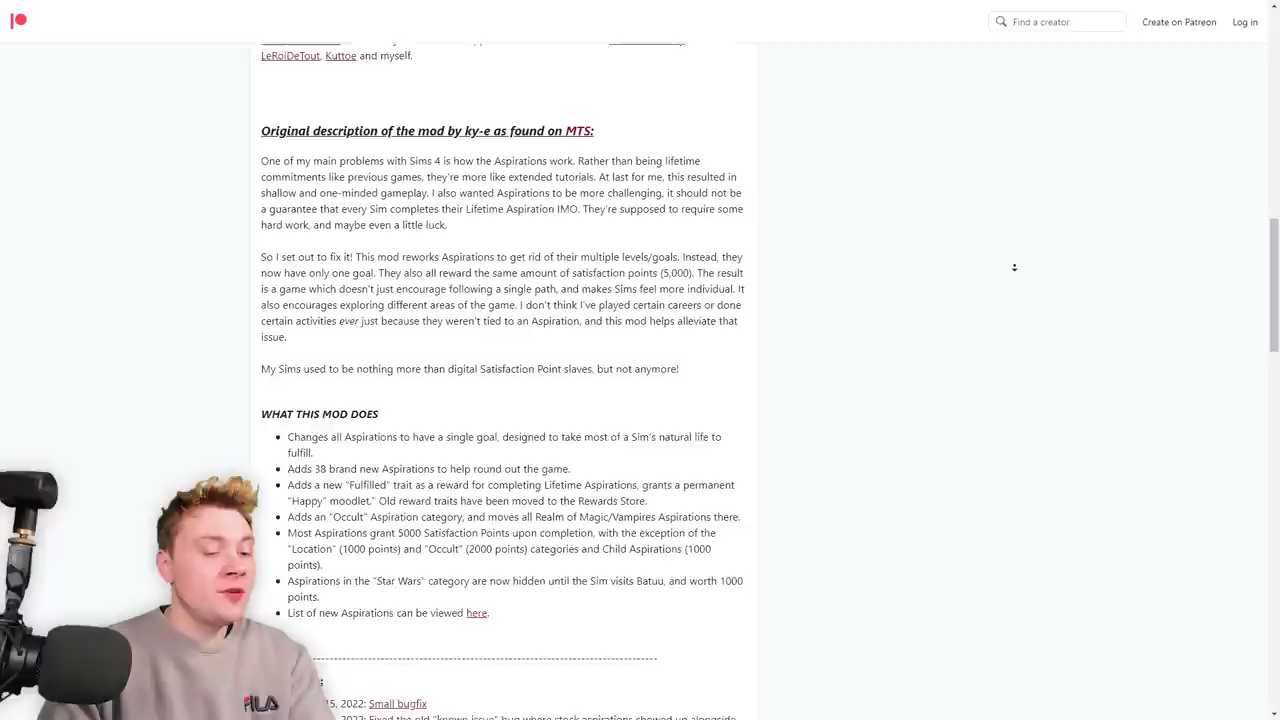 Find a creator
Create on Patreon
Log in
LeRoiDeTout, Kuttoe and myself.
Original description of the mod by ky-e as found on MTS:
One of my main problems with Sims 4 is how the Aspirations work. Rather than being lifetime
commitments like previous games, they're more like extended tutorials. At last for me, this resulted in
shallow and one-minded gameplay. I also wanted Aspirations to be more challenging, it should not be
a guarantee that every Sim completes their Lifetime Aspiration IMO. They're supposed to require some
hard work, and maybe even a little luck.
So I set out to fix it! This mod reworks Aspirations to get rid of their multiple levels/goals. Instead, they
now have only one goal. They also all reward the same amount of satisfaction points (5,000). The result
is a game which doesn't just encourage following a single path, and makes Sims feel more individual. It
also encourages exploring different areas of the game. I don't think I've played certain careers or done
certain activities ever just because they weren't tied to an Aspiration, and this mod helps alleviate that
issue.
My Sims used to be nothing more than digital Satisfaction Point slaves, but not anymore!
WHAT THIS MOD DOES
• Changes all Aspirations to have a single goal, designed to take most of a Sim's natural life to
fulfill.
• Adds 38 brand new Aspirations to help round out the game.
• Adds a new "Fulfilled" trait as a reward for completing Lifetime Aspirations, grants a permanent
"Happy" moodlet." Old reward traits have been moved to the Rewards Store.
• Adds an "Occult" Aspiration category, and moves all Realm of Magic/Vampires Aspirations there.
• Most Aspirations grant 5000 Satisfaction Points upon completion, with the exception of the
"Location" (1000 points) and "Occult" (2000 points) categories and Child Aspirations (1000
points).
• Aspirations in the "Star Wars" category are now hidden until the Sim visits Batuu, and worth 1000
points.
• List of new Aspirations can be viewed here.
5, 2022: Small bugfix
2022: Fixed the old "known issue" bug where stock aspirations showed up alongside
FILA